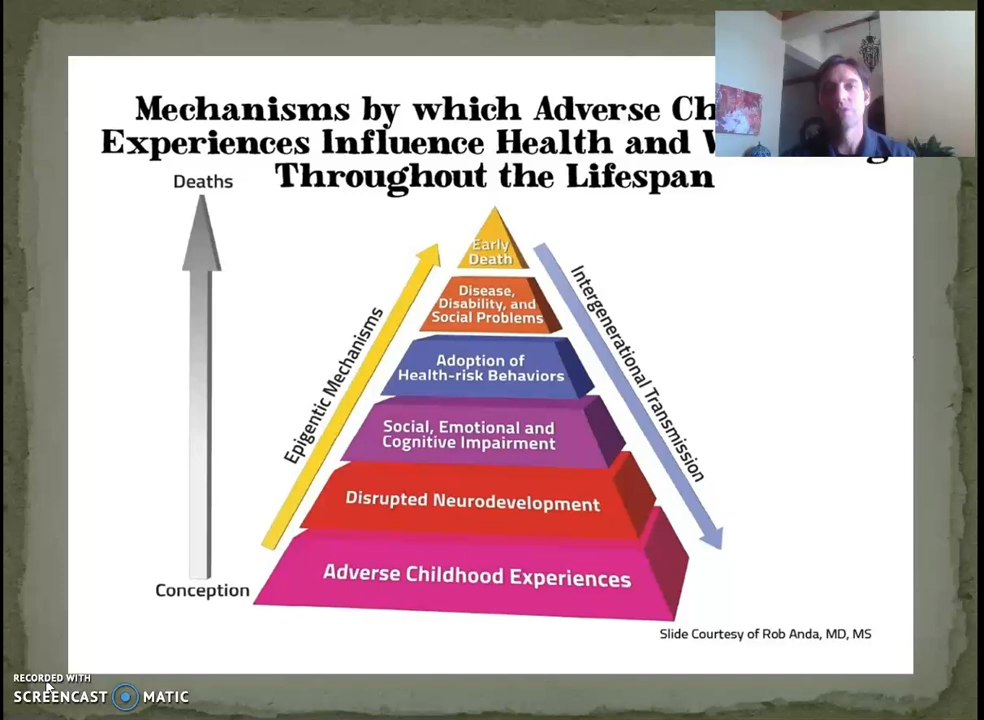 Mechanisms by which Adverse
Experiences Influence Health and
Throughout the Lifespan
Deaths
Early
Death
Disease,
Disability, and
Social Problems
Adoption of
Health-risk Behaviors
Social, Emotional and
Cognitive Impairment
Disrupted Neurodevelopment
Adverse Childhood Experiences
Epigentic Mechanisms
Intergenerational Transmission
Conception
Slide Courtesy of Rob Anda, MD, MS
RECORDED WITH
SCREENCAST MATIC